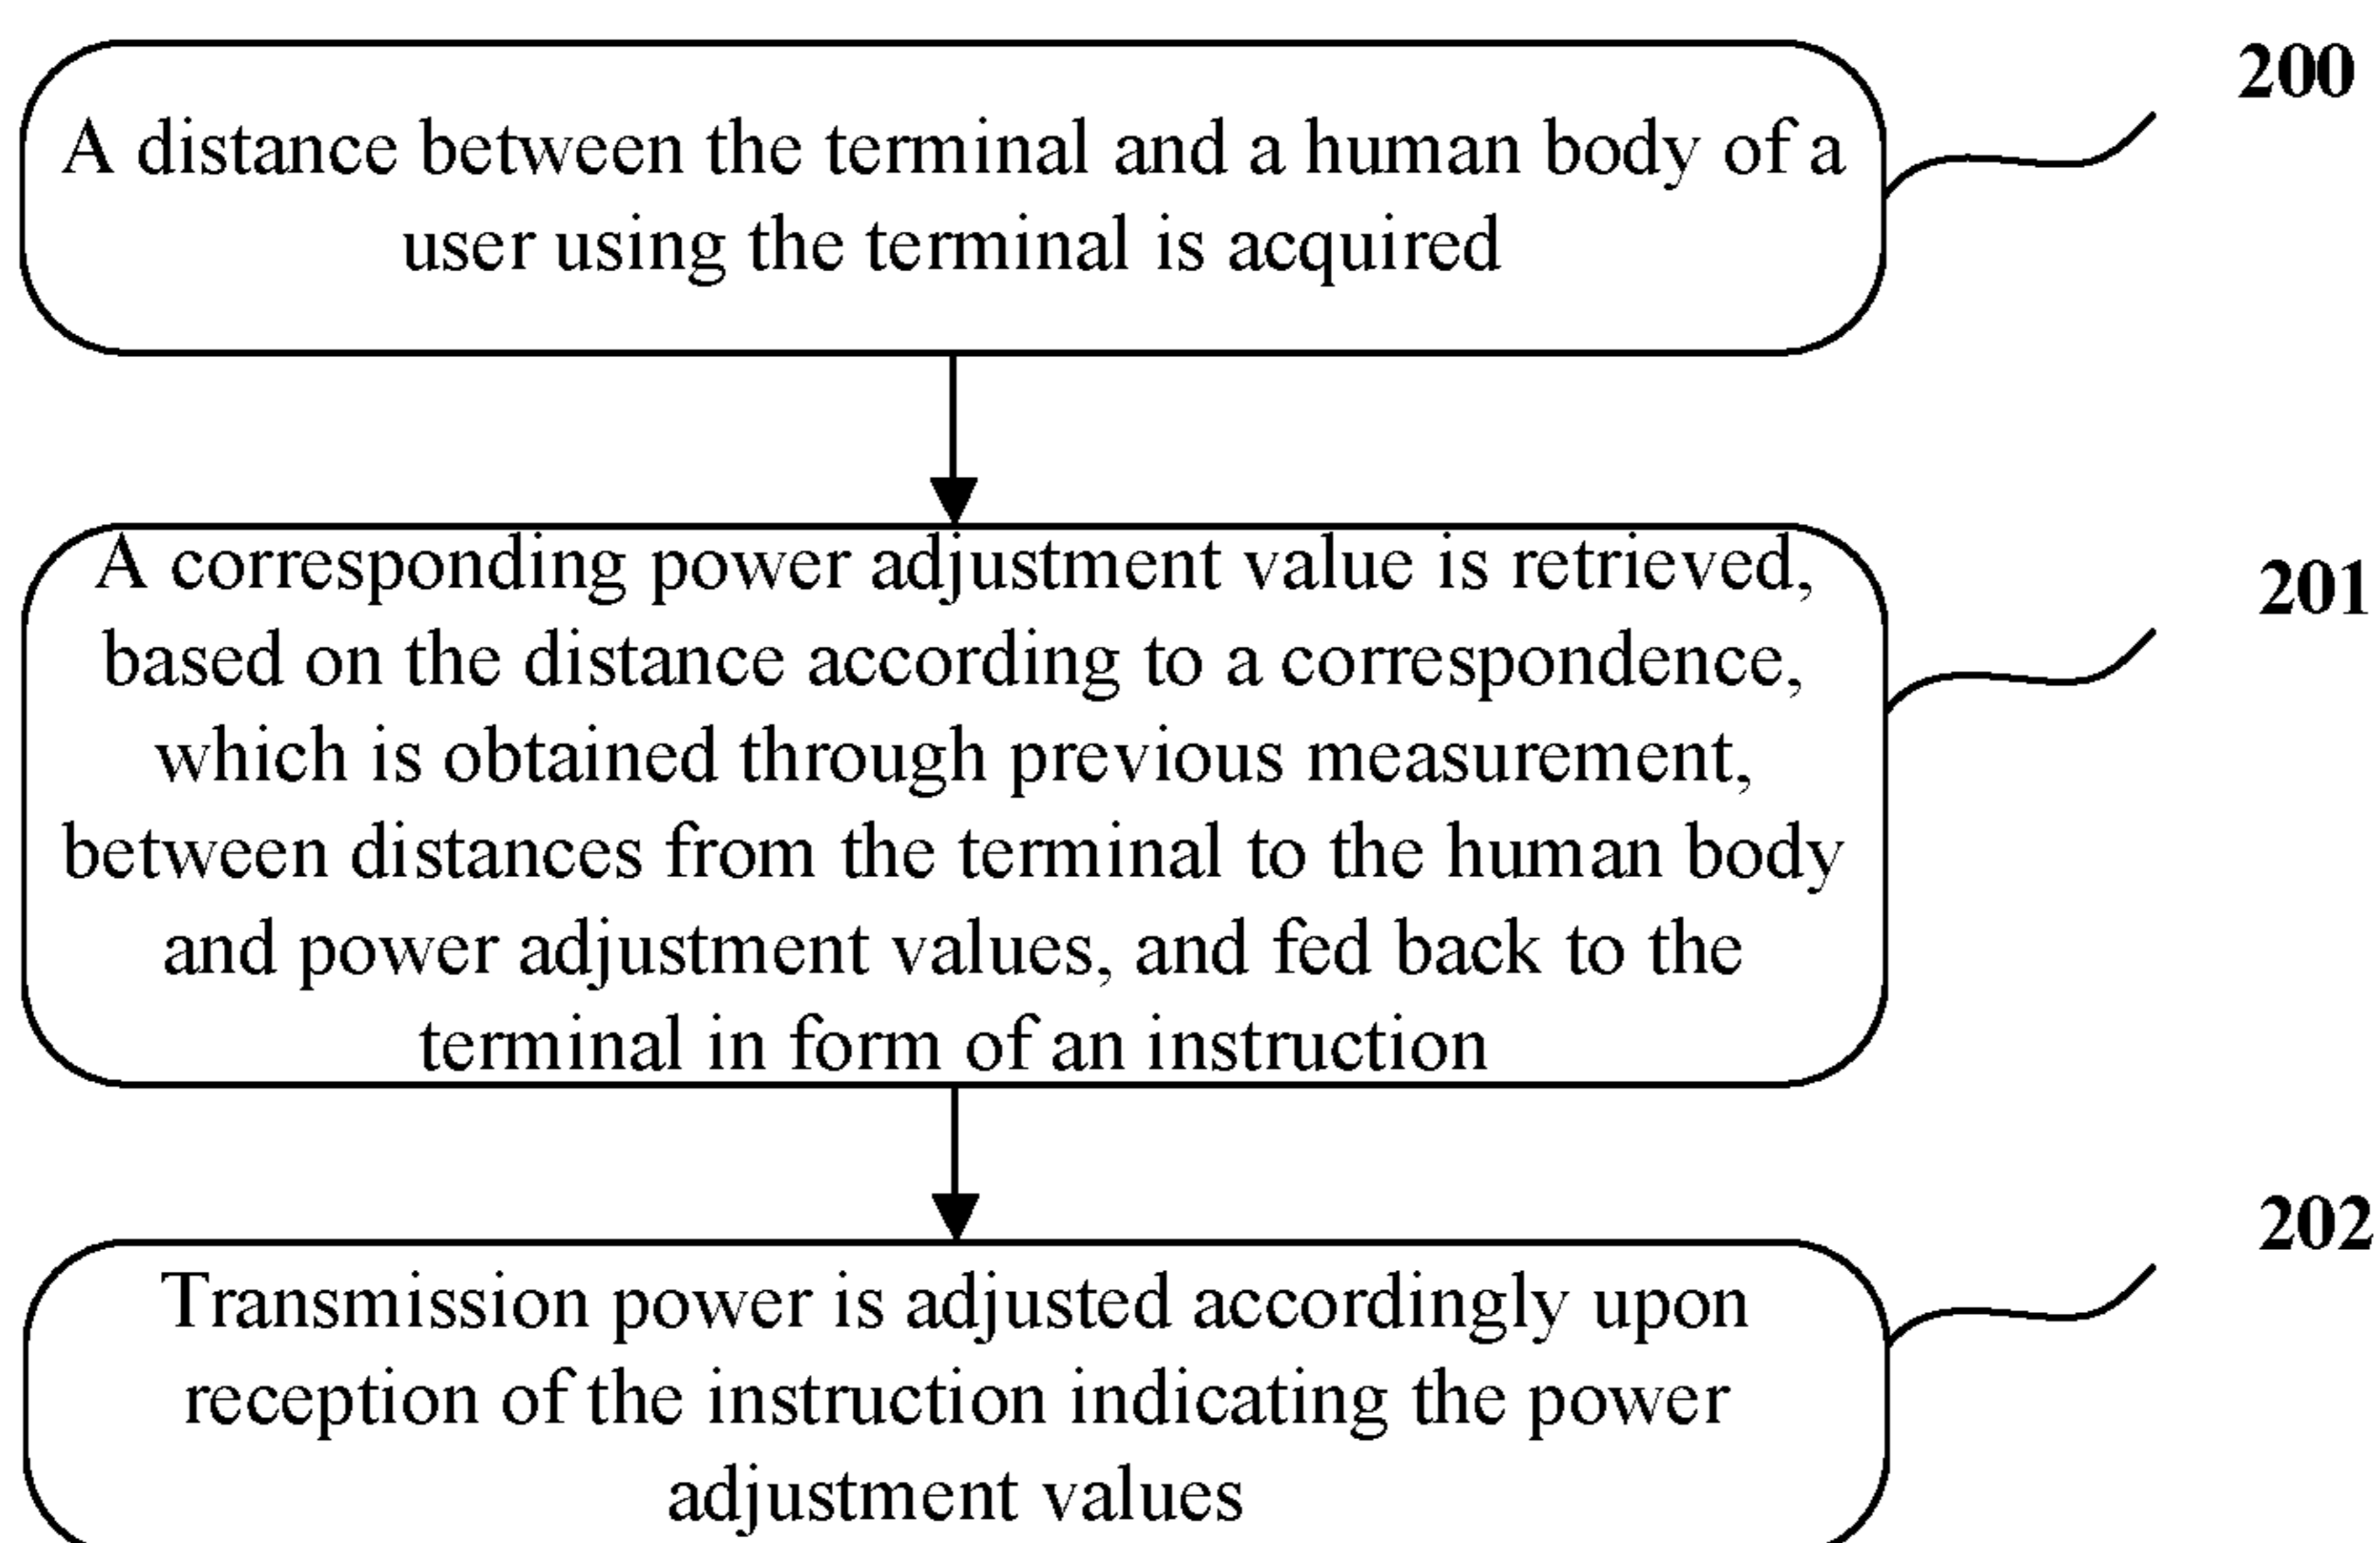 200
A distance between the terminal and a human body of a
user using the terminal is acquired
201
A corresponding power adjustment value is retrieved,
based on the distance according to a correspondence,
which is obtained through previous measurement,
between distances from the terminal to the human body
and power adjustment values, and fed back to the
terminal in form of an instruction
202
Transmission power is adjusted accordingly upon
reception of the instruction indicating the power
adjustment values